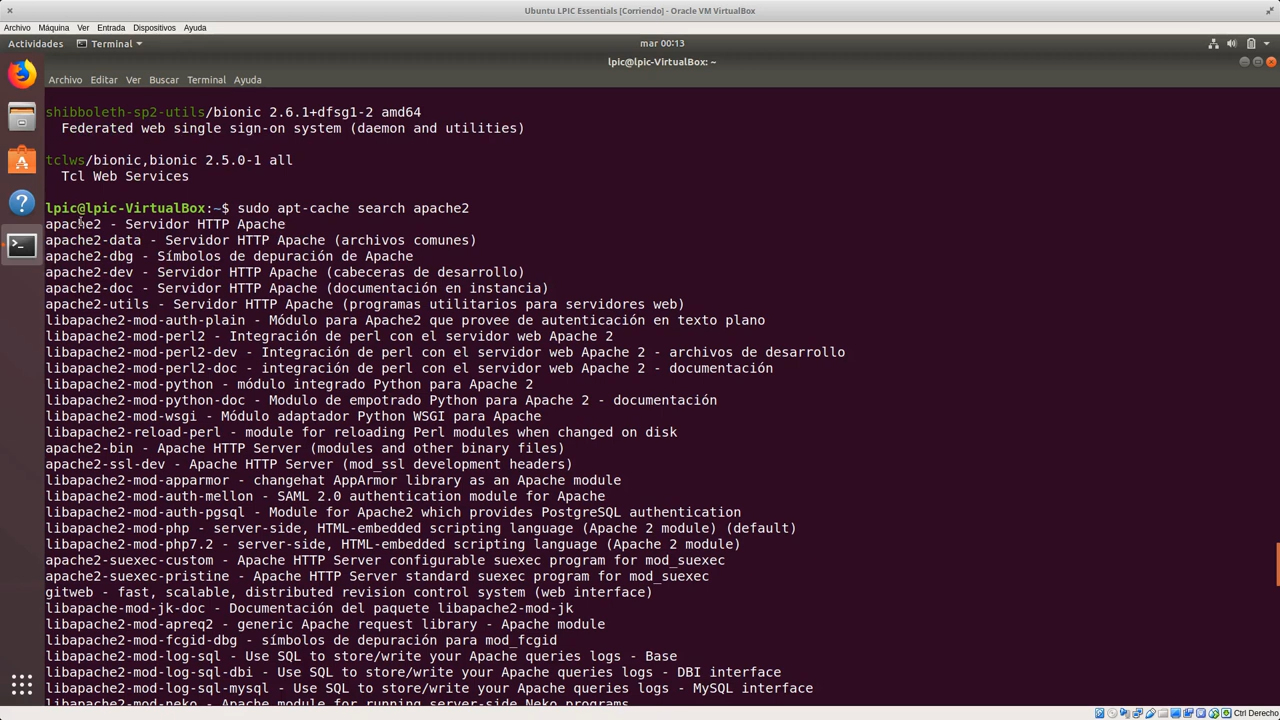 Ubuntu LPIC Essentials [Corriendo] - Oracle VM VirtualBox
Archivo Máquina Ver Entrada Dispositivos Ayuda
Actividades Terminal mar 00:13
lpic@lpic-VirtualBox: ~
Archivo Editar Ver Buscar Terminal Ayuda
shibboleth-sp2-utils/bionic 2.6.1+dfsg1-2 amd64
Federated web single sign-on system (daemon and utilities)
tclws/bionic,bionic 2.5.0-1 all
Tcl Web Services
lpic@lpic-VirtualBox:~$ sudo apt-cache search apache2
apache2 - Servidor HTTP Apache
apache2-data - Servidor HTTP Apache (archivos comunes)
apache2-dbg - Símbolos de depuración de Apache
apache2-dev - Servidor HTTP Apache (cabeceras de desarrollo)
apache2-doc - Servidor HTTP Apache (documentación en instancia)
apache2-utils - Servidor HTTP Apache (programas utilitarios para servidores web)
libapache2-mod-auth-plain - Módulo para Apache2 que provee de autenticación en texto plano
libapache2-mod-perl2 - Integración de perl con el servidor web Apache 2
libapache2-mod-perl2-dev - Integración de perl con el servidor web Apache 2 - archivos de desarrollo
libapache2-mod-perl2-doc - integración de perl con el servidor web Apache 2 - documentación
libapache2-mod-python - módulo integrado Python para Apache 2
libapache2-mod-python-doc - Modulo de empotrado Python para Apache 2 - documentación
libapache2-mod-wsgi - Módulo adaptador Python WSGI para Apache
libapache2-reload-perl - module for reloading Perl modules when changed on disk
apache2-bin - Apache HTTP Server (modules and other binary files)
apache2-ssl-dev - Apache HTTP Server (mod_ssl development headers)
libapache2-mod-apparmor - changehat AppArmor library as an Apache module
libapache2-mod-auth-mellon - SAML 2.0 authentication module for Apache
libapache2-mod-auth-pgsql - Module for Apache2 which provides PostgreSQL authentication
libapache2-mod-php - server-side, HTML-embedded scripting language (Apache 2 module) (default)
libapache2-mod-php7.2 - server-side, HTML-embedded scripting language (Apache 2 module)
apache2-suexec-custom - Apache HTTP Server configurable suexec program for mod_suexec
apache2-suexec-pristine - Apache HTTP Server standard suexec program for mod_suexec
gitweb - fast, scalable, distributed revision control system (web interface)
libapache-mod-jk-doc - Documentación del paquete libapache2-mod-jk
libapache2-mod-apreq2 - generic Apache request library - Apache module
libapache2-mod-fcgid-dbg - símbolos de depuración para mod_fcgid
libapache2-mod-log-sql - Use SQL to store/write your Apache queries logs - Base
libapache2-mod-log-sql-dbi - Use SQL to store/write your Apache queries logs - DBI interface
libapache2-mod-log-sql-mysql - Use SQL to store/write your Apache queries logs - MySQL interface
libapache2-mod-neko - Apache module for running server-side Neko programs
Ctrl Derecho